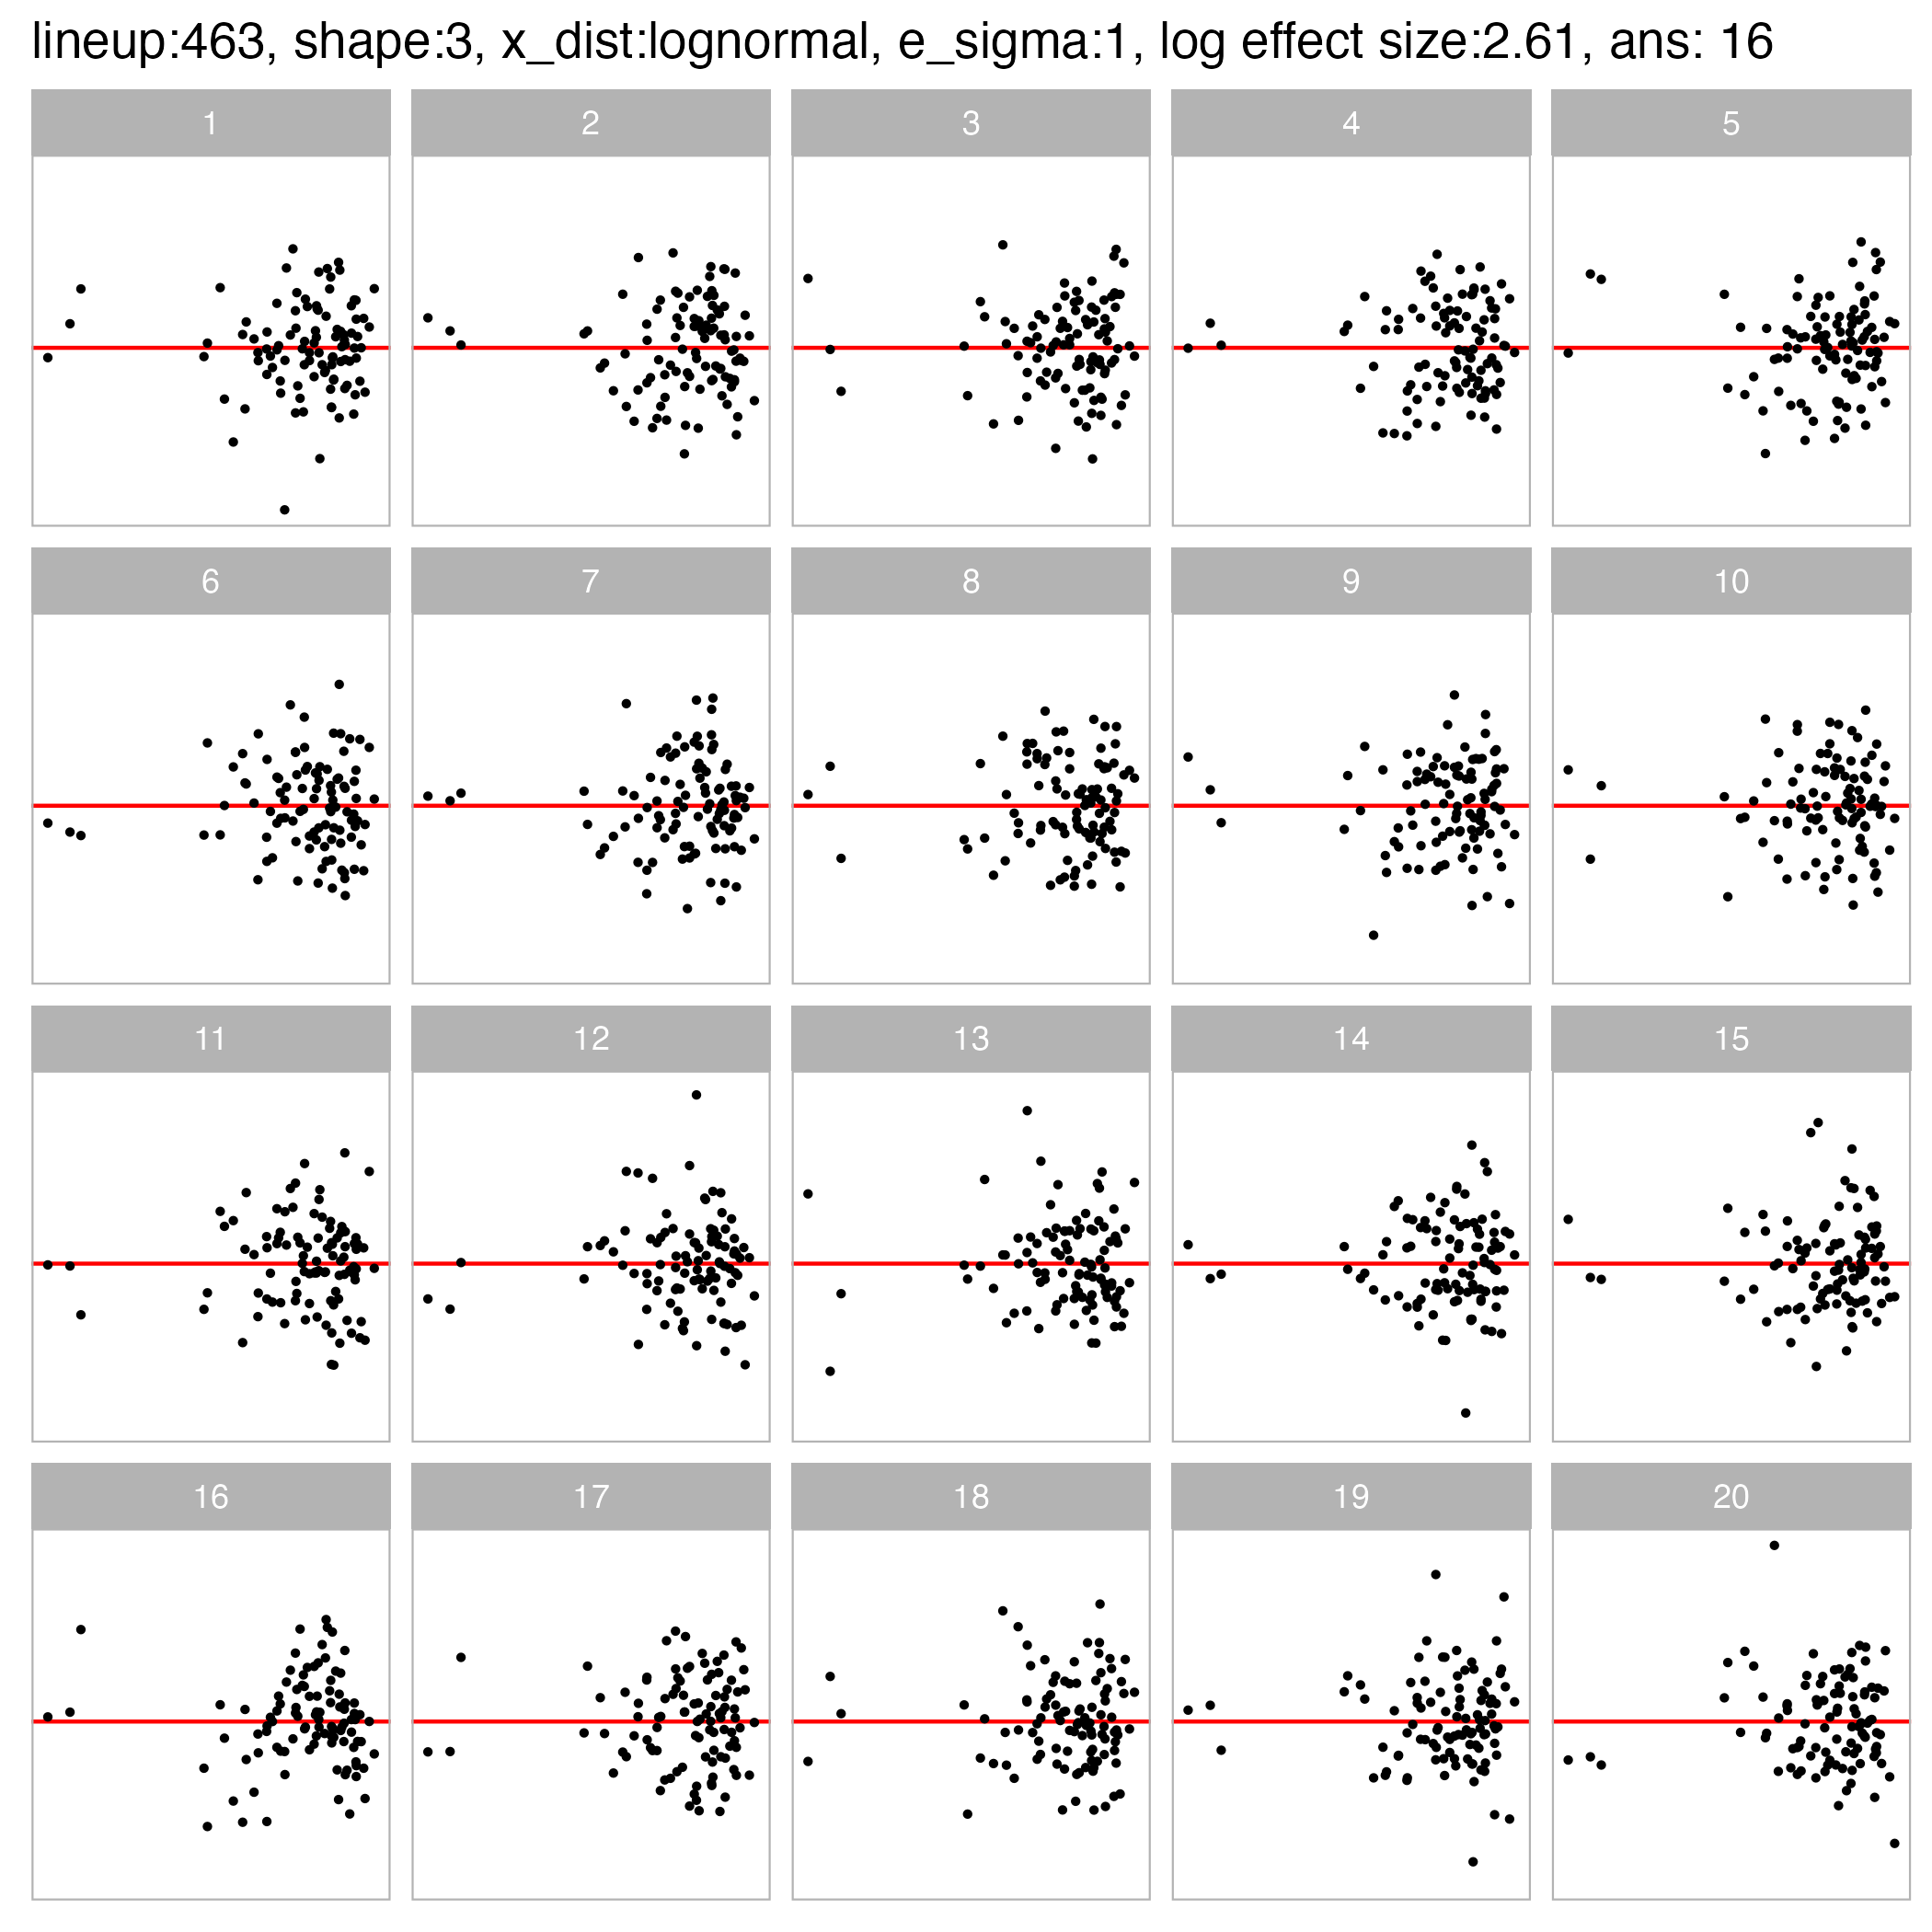 lineup:463, shape:3, x_dist:lognormal, e_sigma:1, log effect size:2.61, ans: 16
1 2 3 4 5
6 7 8 9 10
11 12 13 14 15
16 17 18 19 20